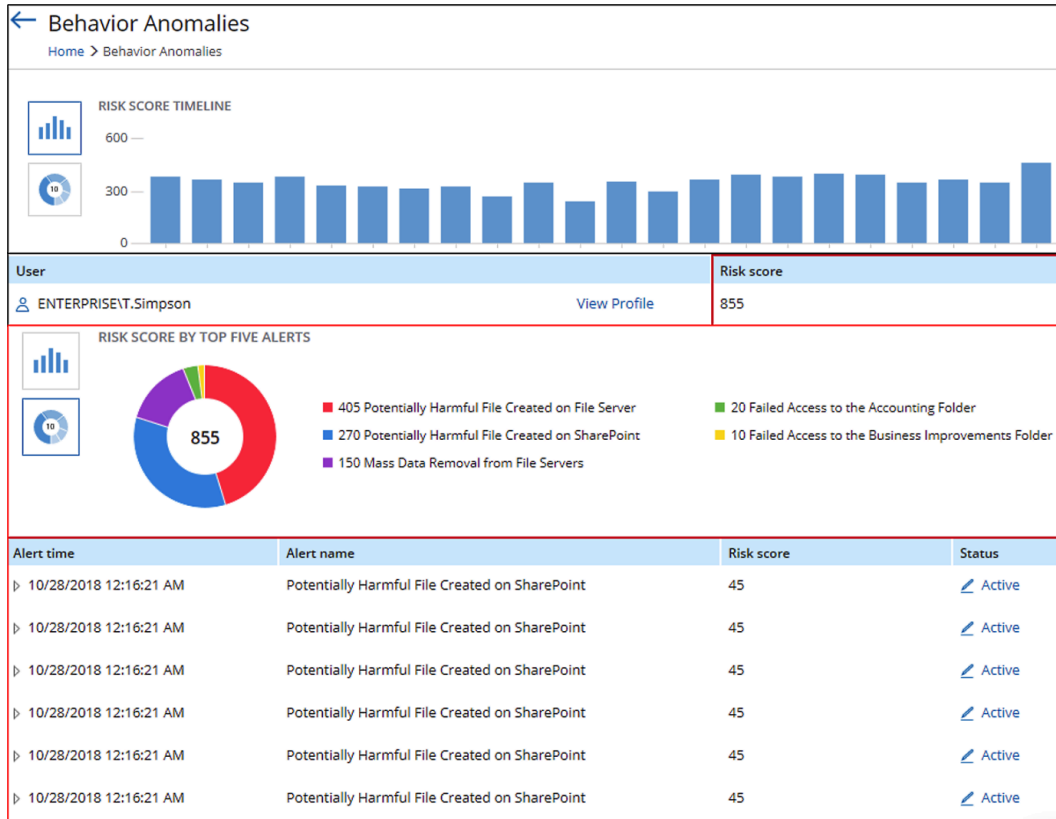 Behavior Anomalies
Home > Behavior Anomalies
RISK SCORE TIMELINE
600
10
300
0
User Risk score
ENTERPRISE\T.Simpson View Profile 855
RISK SCORE BY TOP FIVE ALERTS
405 Potentially Harmful File Created on File Server 20 Failed Access to the Accounting Folder
10 855 270 Potentially Harmful File Created on SharePoint 10 Failed Access to the Business Improvements Folder
150 Mass Data Removal from File Servers
Alert time Alert name Risk score Status
10/28/2018 12:16:21 AM Potentially Harmful File Created on SharePoint 45 Active
10/28/2018 12:16:21 AM Potentially Harmful File Created on SharePoint 45 Active
10/28/2018 12:16:21 AM Potentially Harmful File Created on SharePoint 45 Active
10/28/2018 12:16:21 AM Potentially Harmful File Created on SharePoint 45 Active
10/28/2018 12:16:21 AM Potentially Harmful File Created on SharePoint 45 Active
10/28/2018 12:16:21 AM Potentially Harmful File Created on SharePoint 45 Active